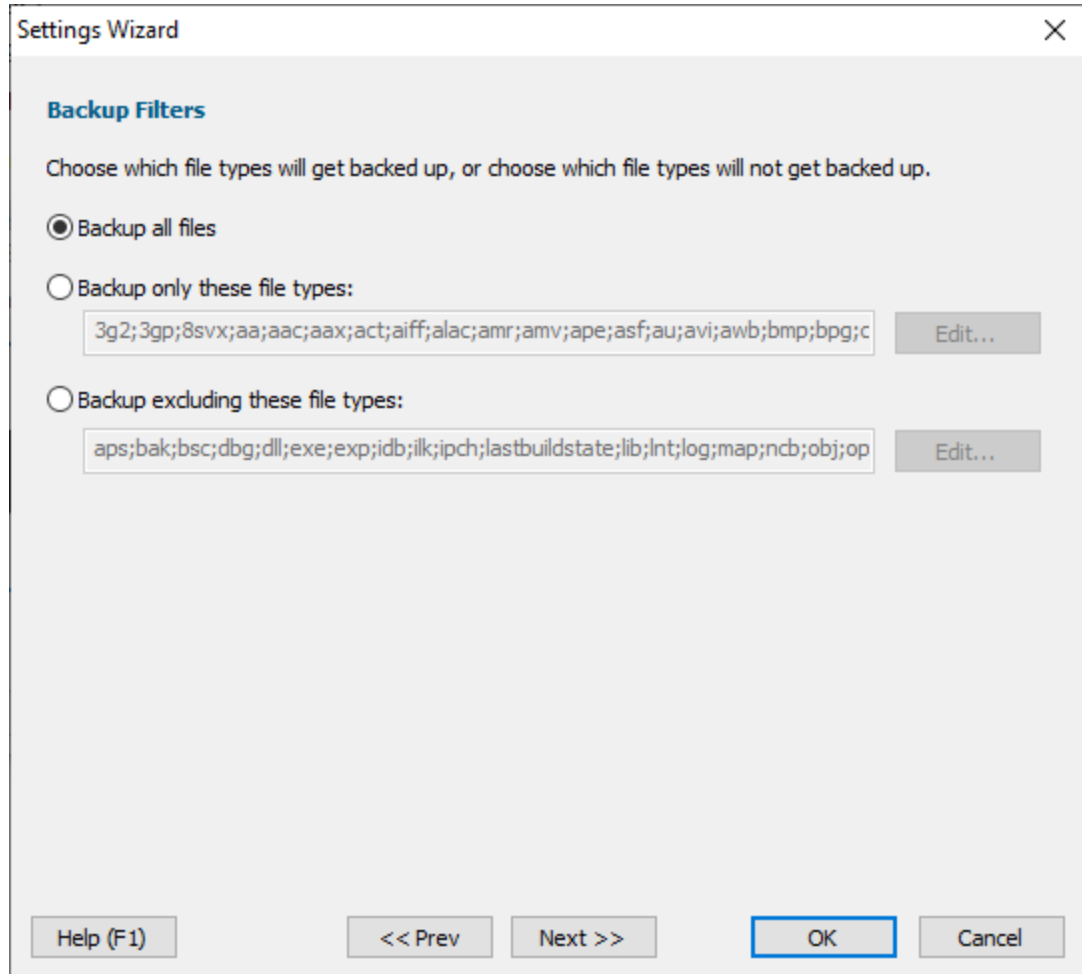 Settings Wizard
Backup Filters
Choose which file types will get backed up, or choose which file types will not get backed up.
Backup all files
Backup only these file types:
3g2;3gp;8svx;aa;aac;aax;act;aiff;alac;amr;amv;ape;asf;au;avi;awb;bmp;bpg;c
Edit...
Backup excluding these file types:
aps;bak;bsc;dbg;dll;exe;exp;idb;ilk;ipch;lastbuildstate;lib;lnt;log;map;ncb;obj;op
Edit...
Help (F1)
<< Prev
Next >>
OK
Cancel